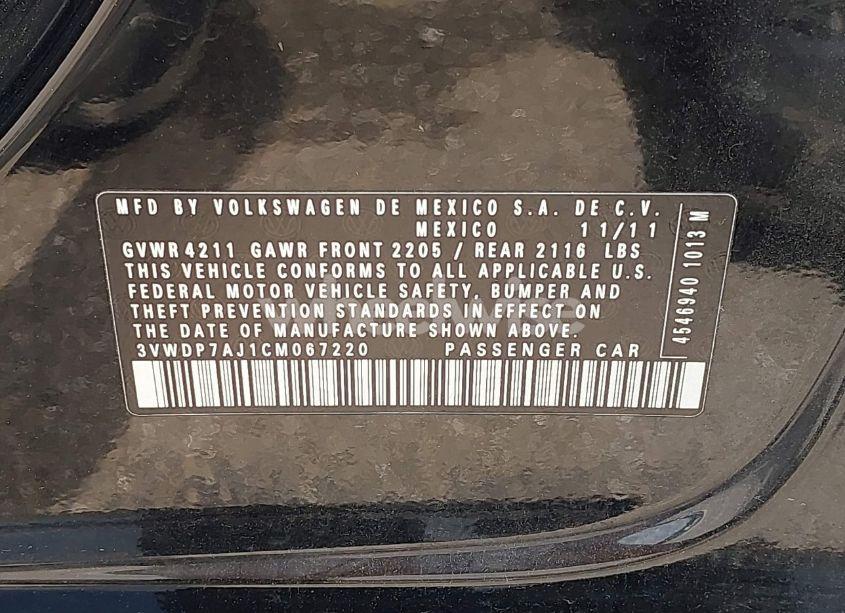 MFD BY VOLKSWAGEN DE MEXICO S.A. DE C.V.
MEXICO 11/11
GVWR 4211 GAWR FRONT 2205 / REAR 2116 LBS
THIS VEHICLE CONFORMS TO ALL APPLICABLE U.S.
FEDERAL MOTOR VEHICLE SAFETY, BUMPER AND
THEFT PREVENTION STANDARDS IN EFFECT ON
THE DATE OF MANUFACTURE SHOWN ABOVE.
3VWDP7AJ1CM067220 PASSENGER CAR
4546940 1013 M